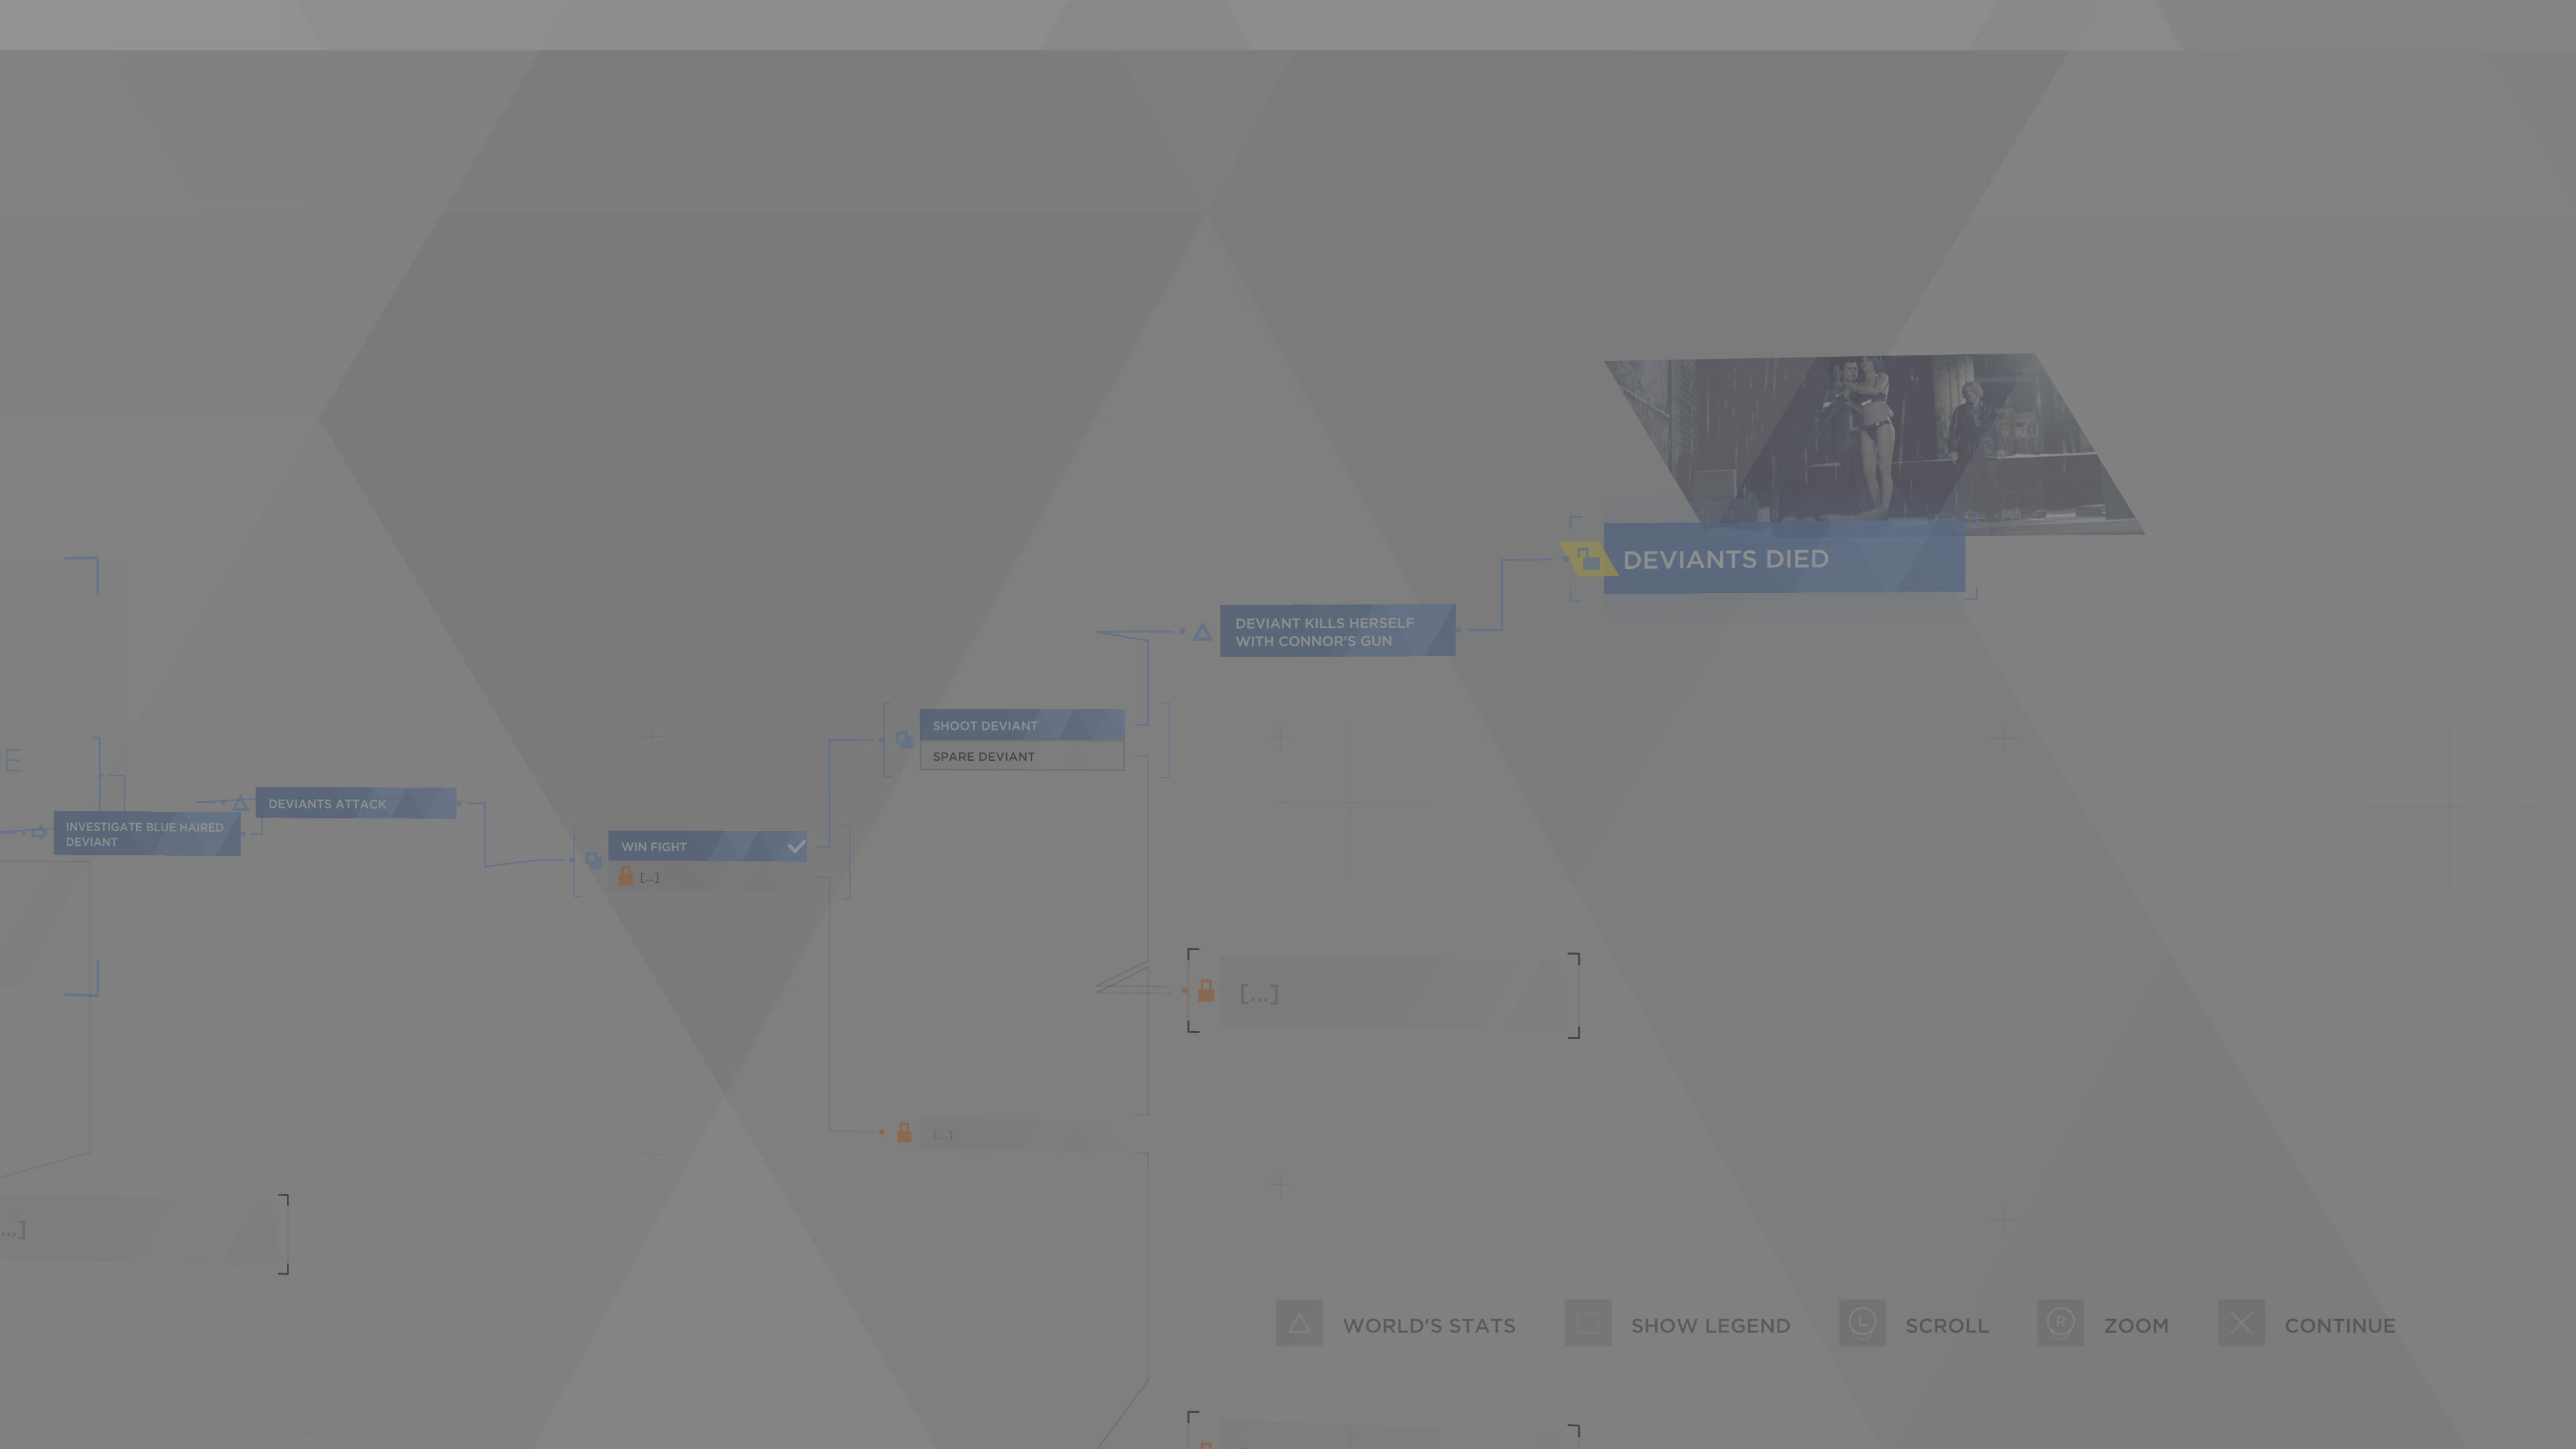 DEVIANTS DIED
DEVIANT KILLS HERSELF
WITH CONNOR'S GUN
SHOOT DEVIANT
SPARE DEVIANT
E
DEVIANTS ATTACK
INVESTIGATE BLUE HAIRED
DEVIANT
WIN FIGHT
[...]
[...]
[...]
...]
WORLD'S STATS
SHOW LEGEND
L
SCROLL
R
ZOOM
CONTINUE